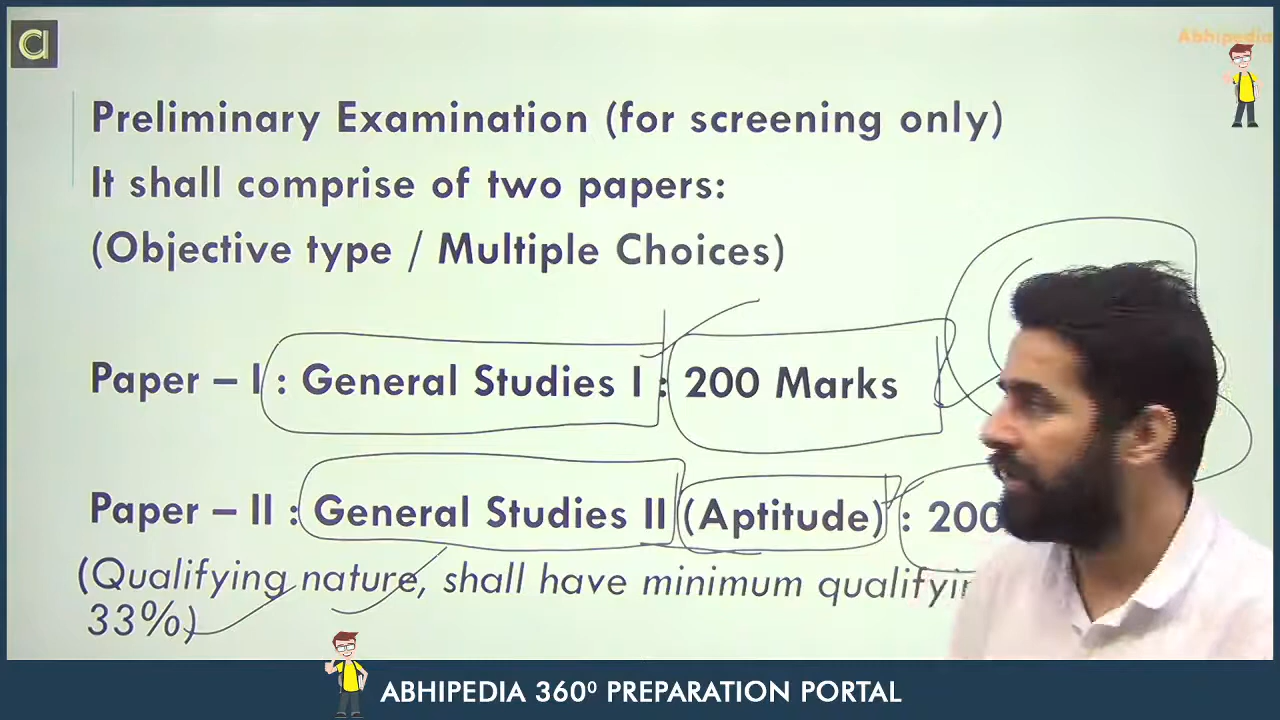 Abhipedia
Preliminary Examination (for screening only)
It shall comprise of two papers:
(Objective type / Multiple Choices)
Paper – I : General Studies I : 200 Marks
Paper – II : General Studies II (Aptitude) : 200
(Qualifying nature, shall have minimum
33%)
ABHIPEDIA 360⁰ PREPARATION PORTAL